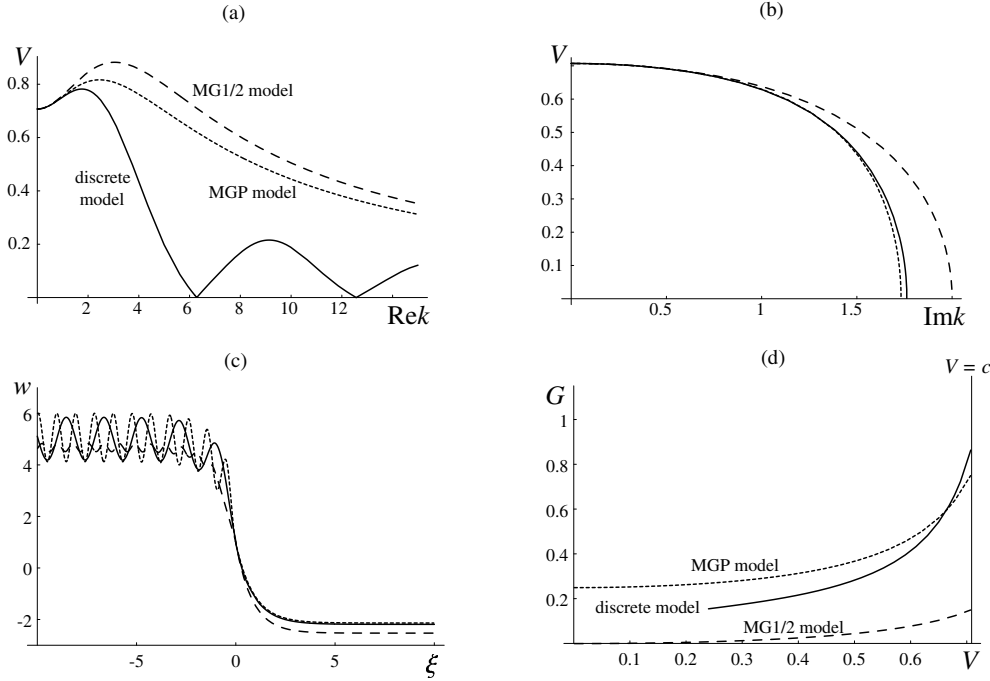 (a)
V
0.8
0.6
0.4
0.2
MG1/2 model
discrete
model
MGP model
2 4 6 8 10 12
Rek
(b)
V
0.6
0.5
0.4
0.3
0.2
0.1
0.5 1 1.5 2
Imk
(c)
w
6
4
2
0
-2
-5 0 5
ξ
(d)
V = c
G
1
0.8
0.6
0.4
0.2
MGP model
discrete model
MG1/2 model
0.1 0.2 0.3 0.4 0.5 0.6
V